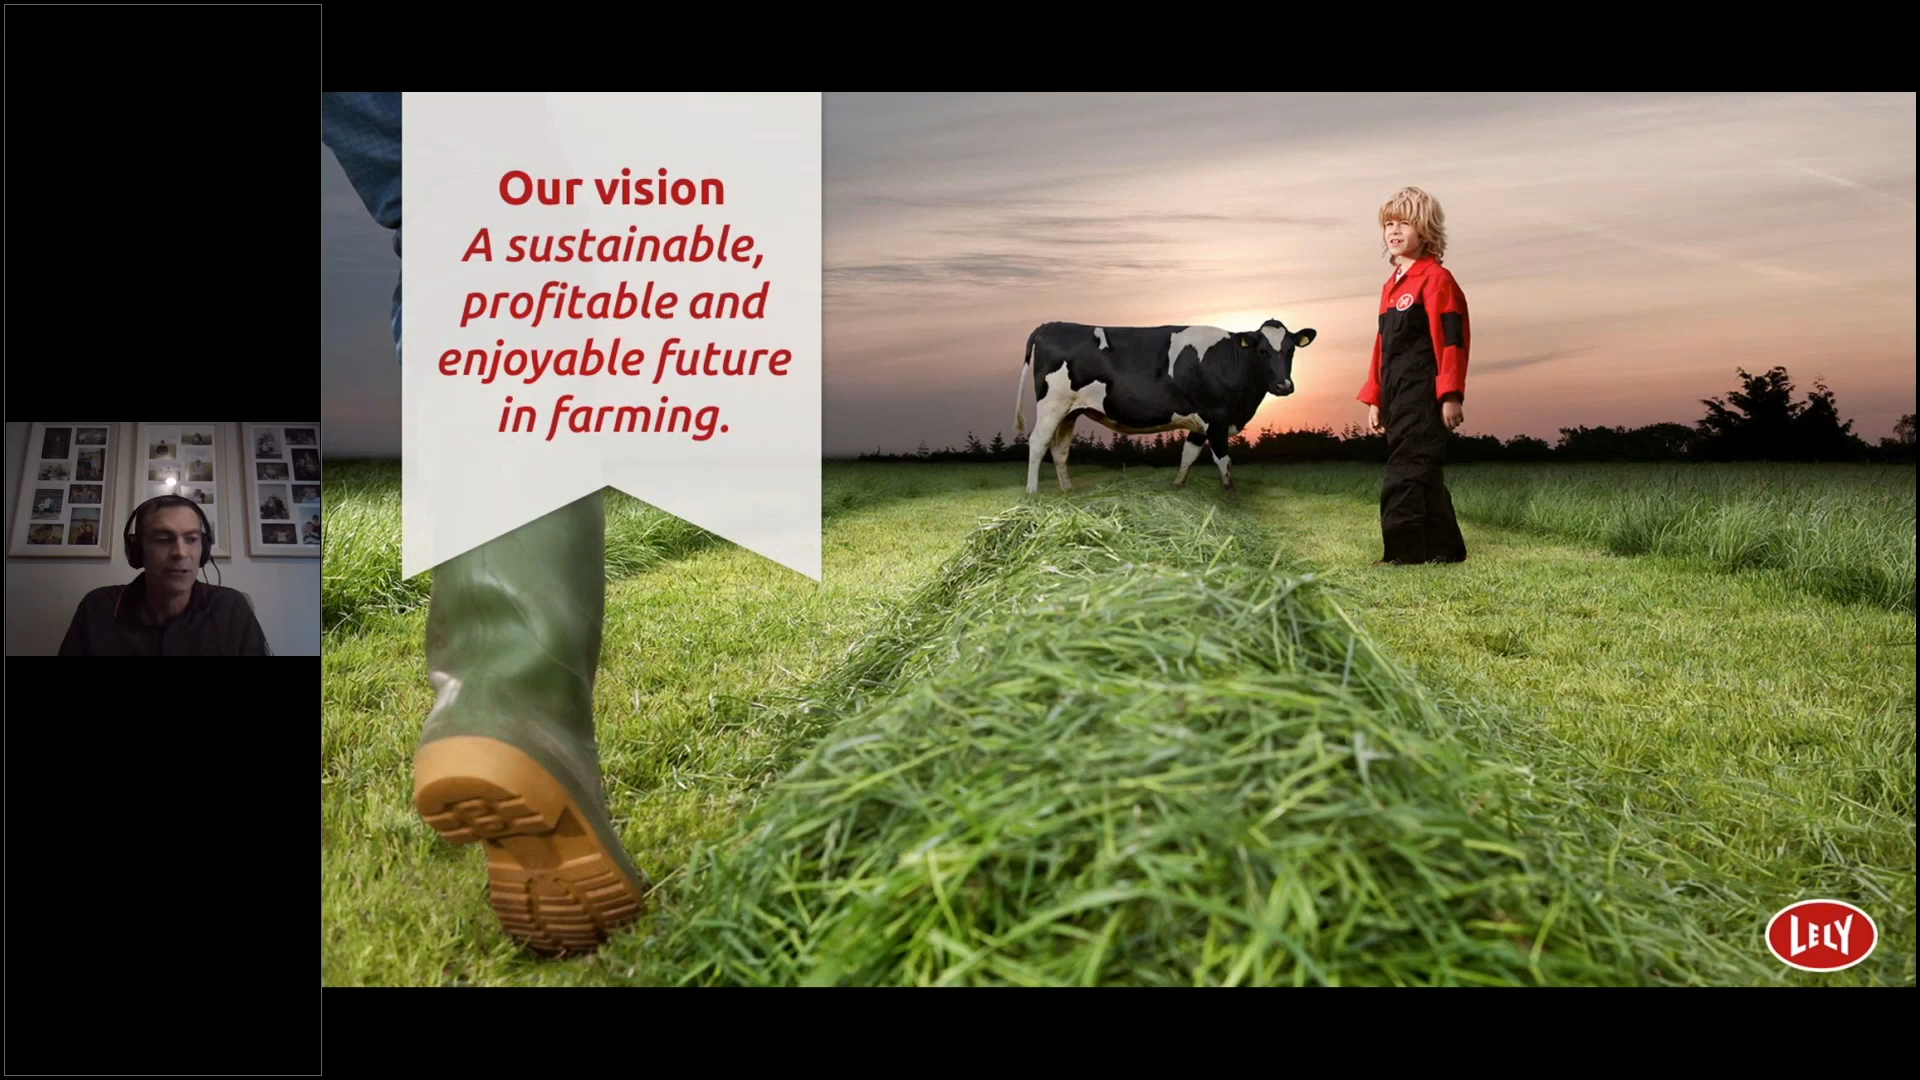 Our vision
A sustainable,
profitable and
enjoyable future
in farming.
LELY